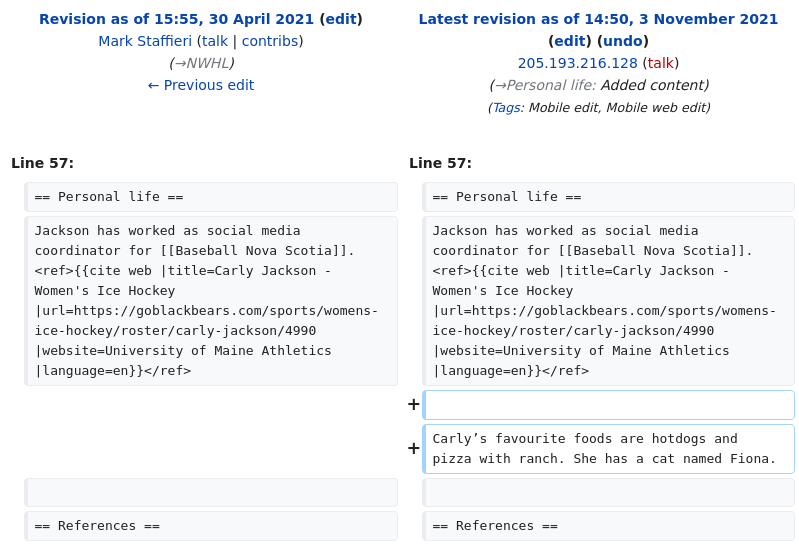 Revision as of 15:55, 30 April 2021 (edit)
Mark Staffieri (talk | contribs)
(→NWHL)
← Previous edit
Latest revision as of 14:50, 3 November 2021
(edit) (undo)
205.193.216.128 (talk)
(→Personal life: Added content)
(Tags: Mobile edit, Mobile web edit)
Line 57:
Line 57:
== Personal life ==
== Personal life ==
Jackson has worked as social media
coordinator for [[Baseball Nova Scotia]].
<ref>{{cite web |title=Carly Jackson -
Women's Ice Hockey
|url=https://goblackbears.com/sports/womens-
ice-hockey/roster/carly-jackson/4990
|website=University of Maine Athletics
|language=en}}</ref>
Jackson has worked as social media
coordinator for [[Baseball Nova Scotia]].
<ref>{{cite web |title=Carly Jackson -
Women's Ice Hockey
|url=https://goblackbears.com/sports/womens-
ice-hockey/roster/carly-jackson/4990
|website=University of Maine Athletics
|language=en}}</ref>
+
+
Carly’s favourite foods are hotdogs and
pizza with ranch. She has a cat named Fiona.
== References ==
== References ==